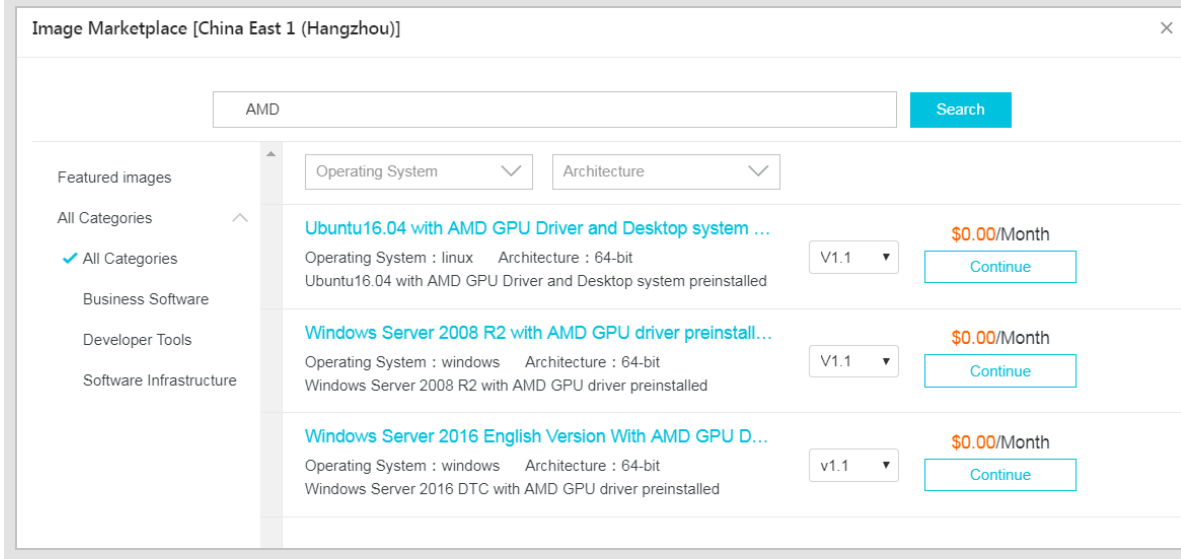 Image Marketplace [China East 1 (Hangzhou)]
AMD
Search
Featured images
All Categories
All Categories
Business Software
Developer Tools
Software Infrastructure
Operating System
Architecture
Ubuntu16.04 with AMD GPU Driver and Desktop system ...
Operating System : linux Architecture : 64-bit
Ubuntu16.04 with AMD GPU Driver and Desktop system preinstalled
V1.1
$0.00/Month
Continue
Windows Server 2008 R2 with AMD GPU driver preinstall...
Operating System : windows Architecture : 64-bit
Windows Server 2008 R2 with AMD GPU driver preinstalled
V1.1
$0.00/Month
Continue
Windows Server 2016 English Version With AMD GPU D...
Operating System : windows Architecture : 64-bit
Windows Server 2016 DTC with AMD GPU driver preinstalled
v1.1
$0.00/Month
Continue